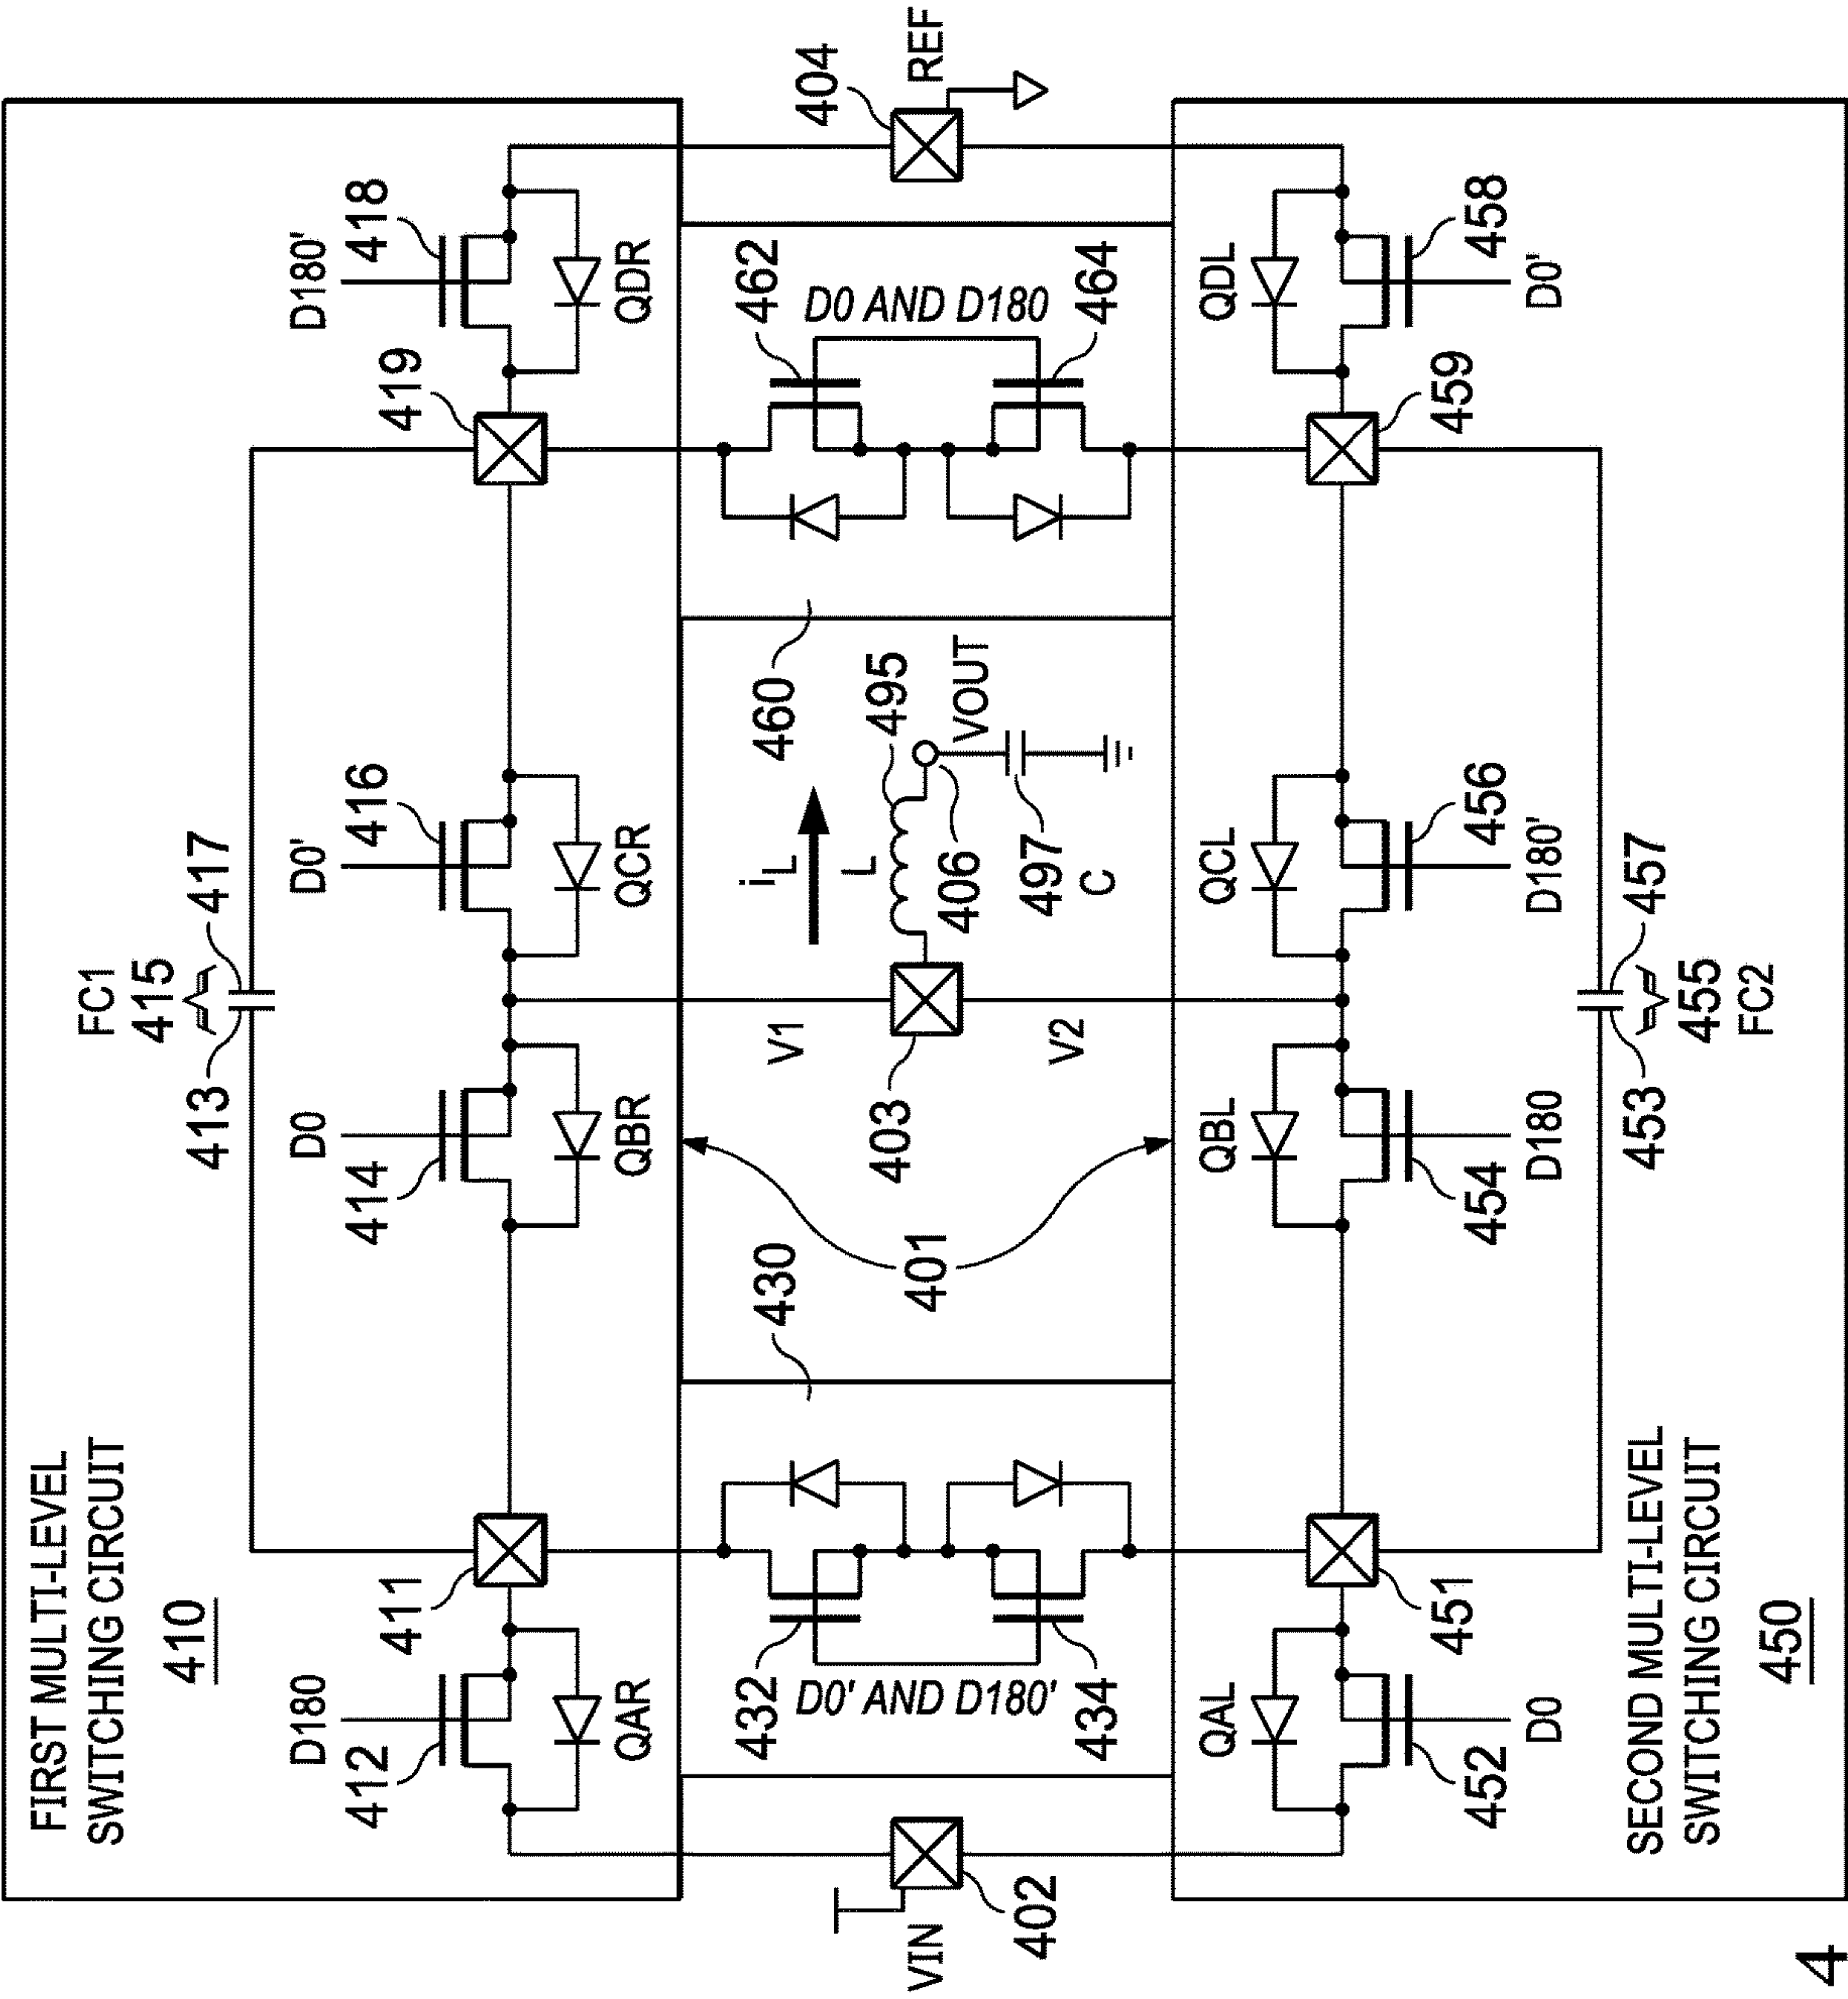 FIRST MULTI-LEVEL
SWITCHING CIRCUIT
410
FC1
415
413
417
D180
412
QAR
411
D0
414
QBR
D0'
416
QCR
419
D180'
418
QDR
VIN
402
432
D0' AND D180'
434
430
401
V1
403
V2
iL
L
495
406
VOUT
497
C
460
462
D0 AND D180
464
404
REF
QAL
452
D0
451
QBL
454
D180
QCL
456
D180'
459
QDL
458
D0'
453
457
455
FC2
SECOND MULTI-LEVEL
SWITCHING CIRCUIT
450
4